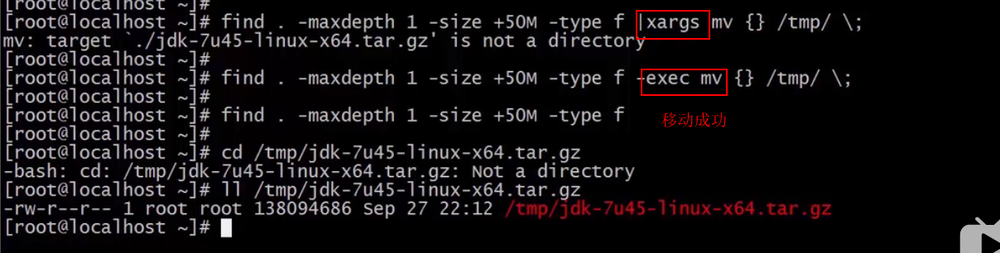 [root@localhost ~]#
[root@localhost ~]# find . -maxdepth 1 -size +50M -type f |xargs mv {} /tmp/ \;
mv: target `./jdk-7u45-linux-x64.tar.gz' is not a directory
[root@localhost ~]#
[root@localhost ~]# find . -maxdepth 1 -size +50M -type f -exec mv {} /tmp/ \;
[root@localhost ~]#
[root@localhost ~]# find . -maxdepth 1 -size +50M -type f
移动成功
[root@localhost ~]#
[root@localhost ~]# cd /tmp/jdk-7u45-linux-x64.tar.gz
-bash: cd: /tmp/jdk-7u45-linux-x64.tar.gz: Not a directory
[root@localhost ~]# ll /tmp/jdk-7u45-linux-x64.tar.gz
-rw-r--r-- 1 root root 138094686 Sep 27 22:12 /tmp/jdk-7u45-linux-x64.tar.gz
[root@localhost ~]#